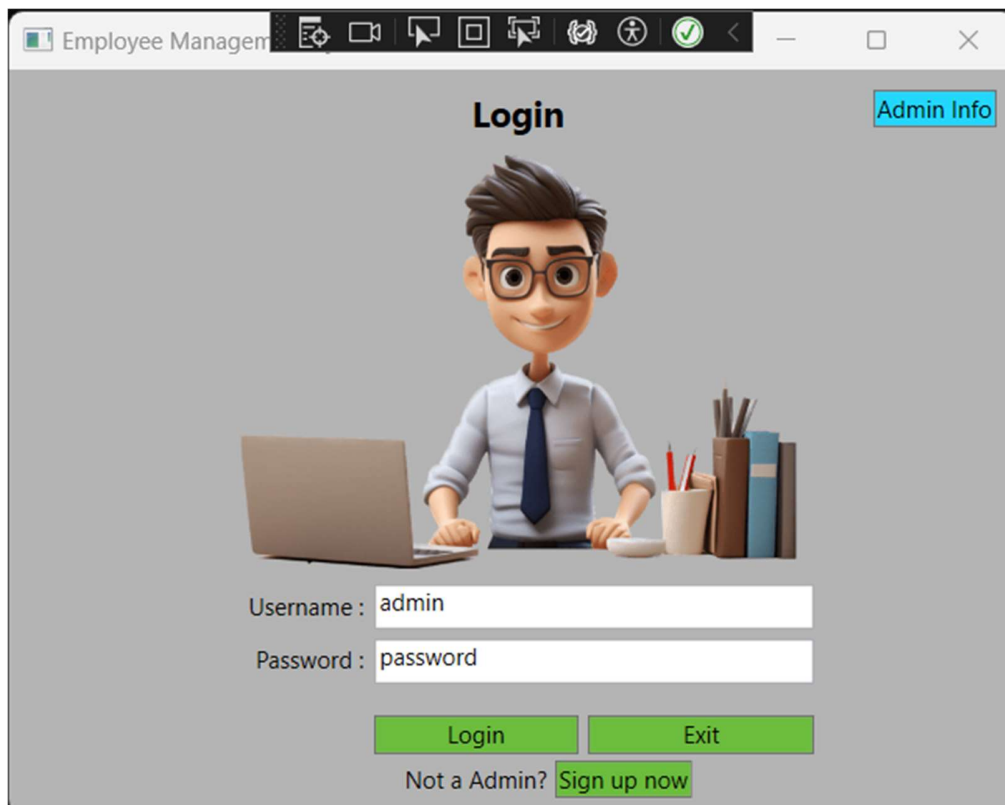 Employee Managem
Login
Admin Info
Username : admin
Password : password
Login Exit
Not a Admin? Sign up now